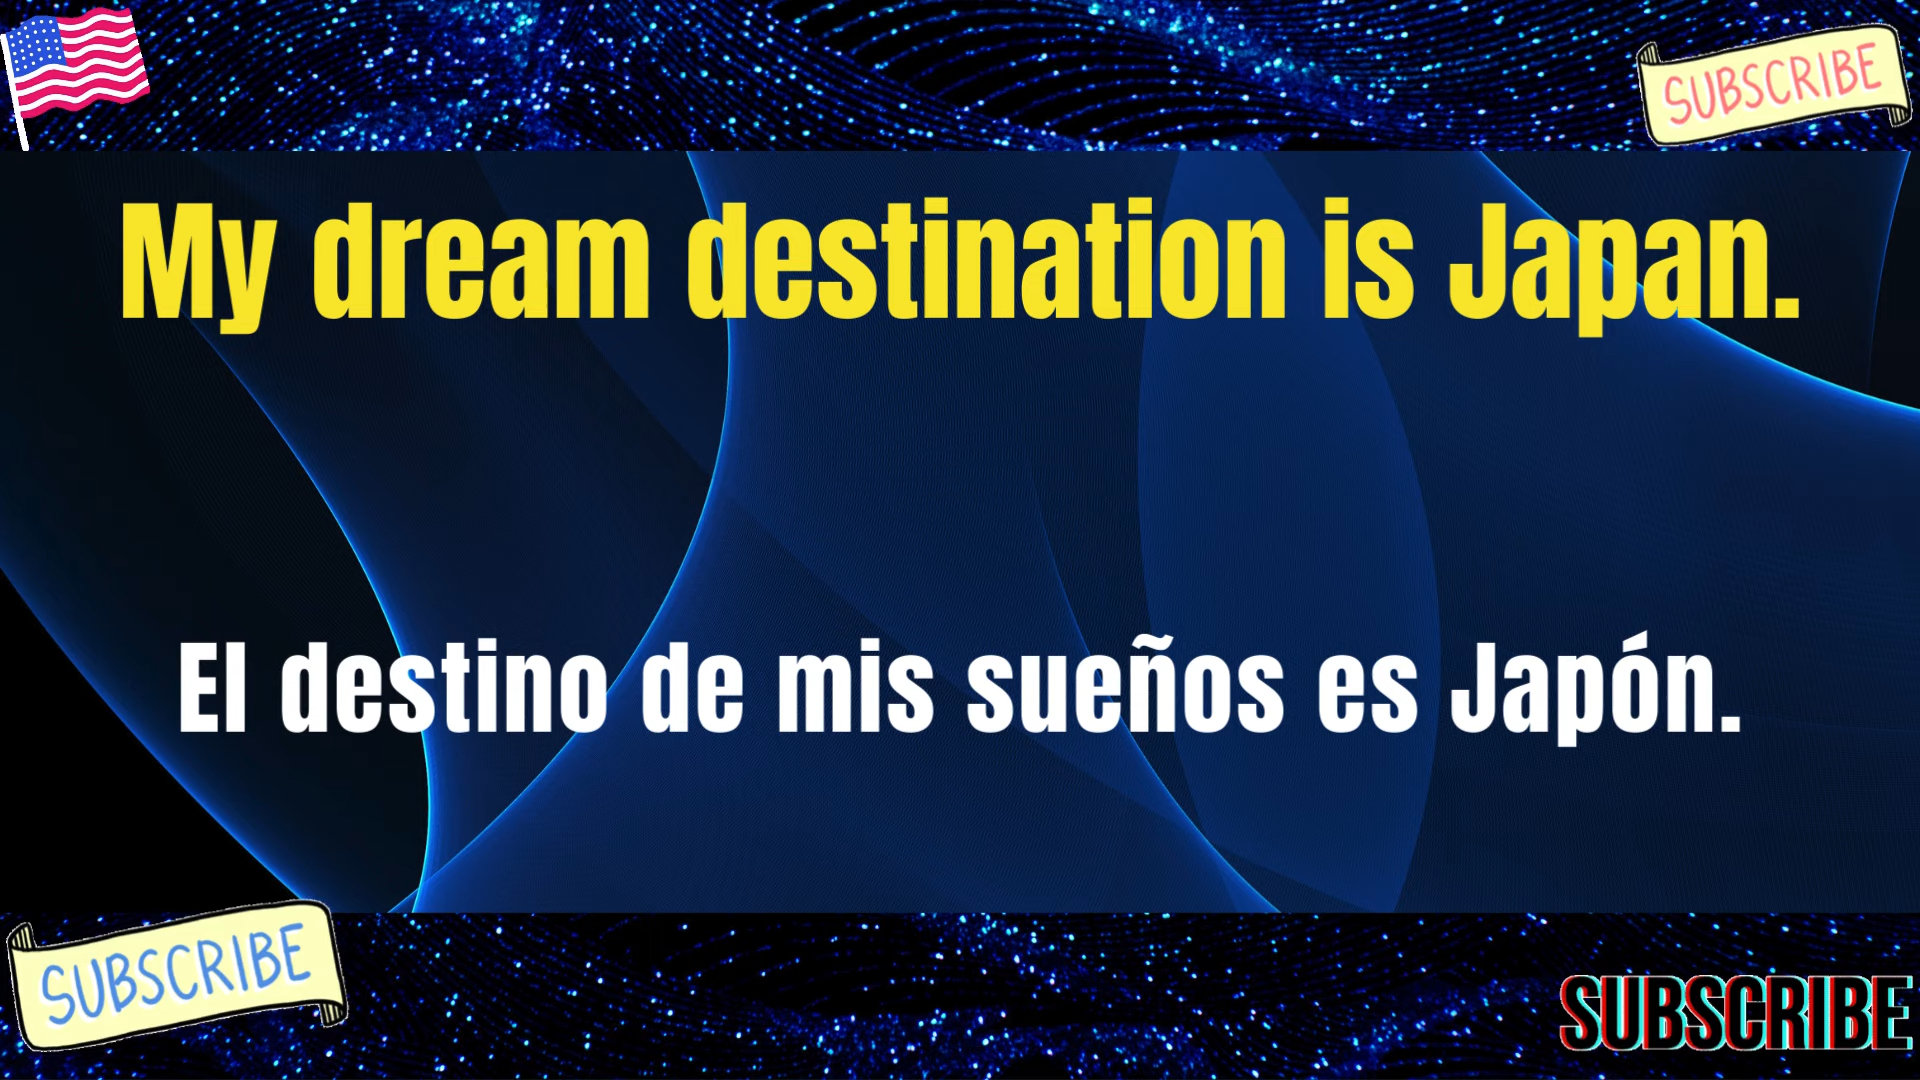 SUBSCRIBE
My dream destination is Japan.
El destino de mis sueños es Japón.
SUBSCRIBE
SUBSCRIBE